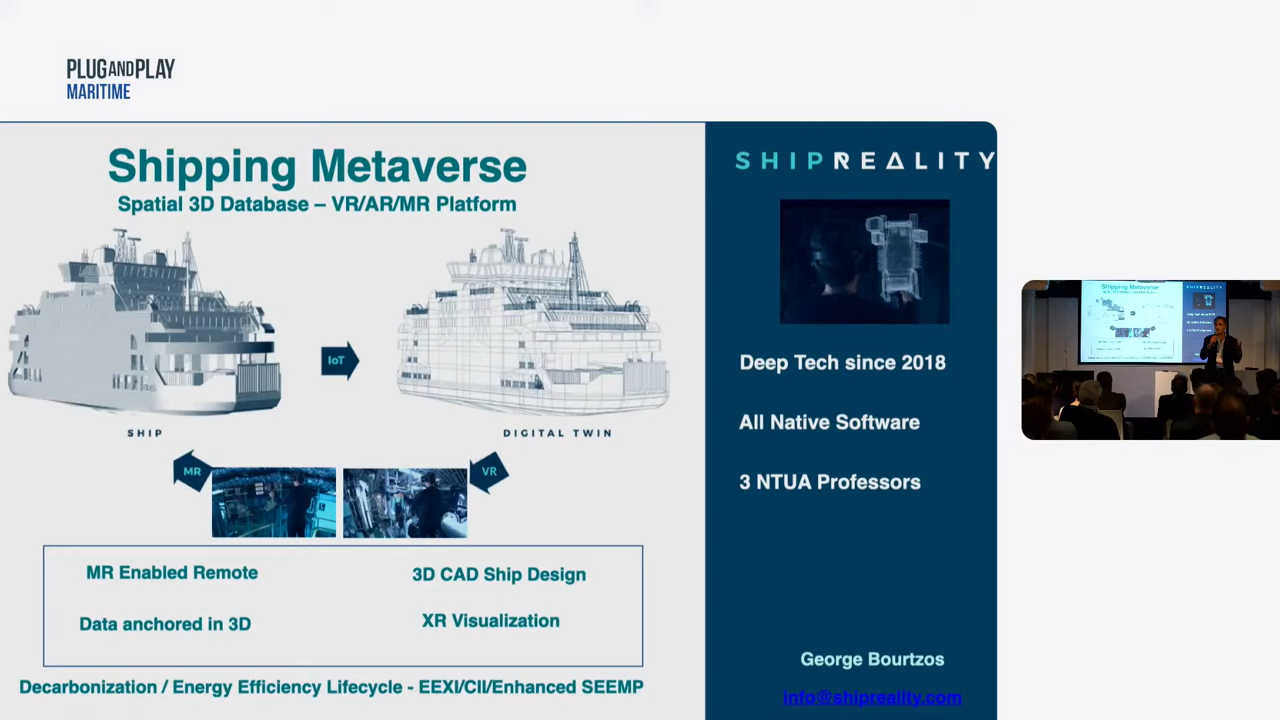 PLUGANDPLAY
MARITIME
Shipping Metaverse
Spatial 3D Database – VR/AR/MR Platform
IoT
SHIP
DIGITAL TWIN
MR
VR
MR Enabled Remote
3D CAD Ship Design
Data anchored in 3D
XR Visualization
Decarbonization / Energy Efficiency Lifecycle - EEXI/CII/Enhanced SEEMP
SHIPREALITY
Deep Tech since 2018
All Native Software
3 NTUA Professors
George Bourtzos
info@shipreality.com
Shipping Metaverse